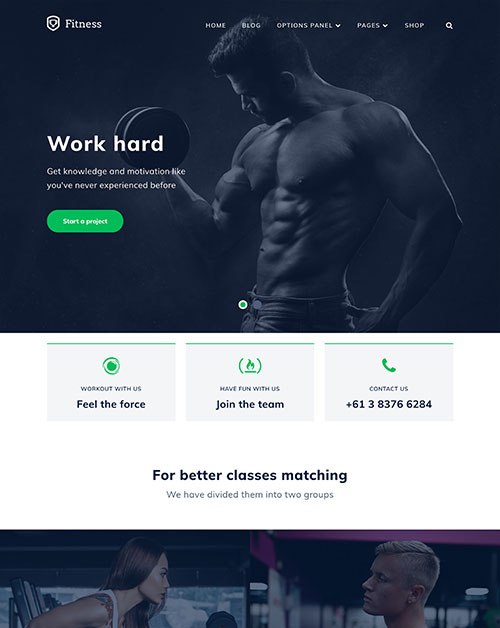 Fitness
HOME BLOG OPTIONS PANEL PAGES SHOP
Work hard
Get knowledge and motivation like
you've never experienced before
Start a project
WORKOUT WITH US
Feel the force
HAVE FUN WITH US
Join the team
CONTACT US
+61 3 8376 6284
For better classes matching
We have divided them into two groups